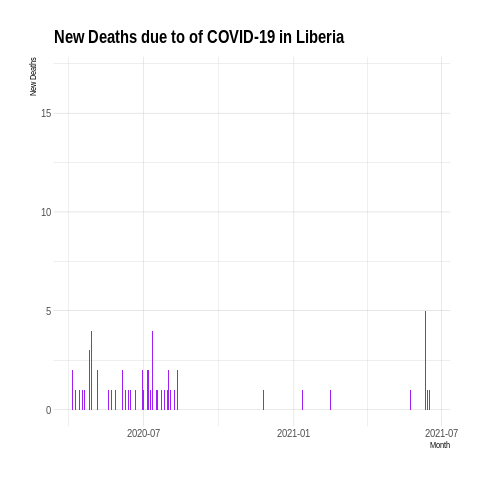 New Deaths due to of COVID-19 in Liberia
New Deaths
15
10
5
0
2020-07
2021-01
2021-07
Month